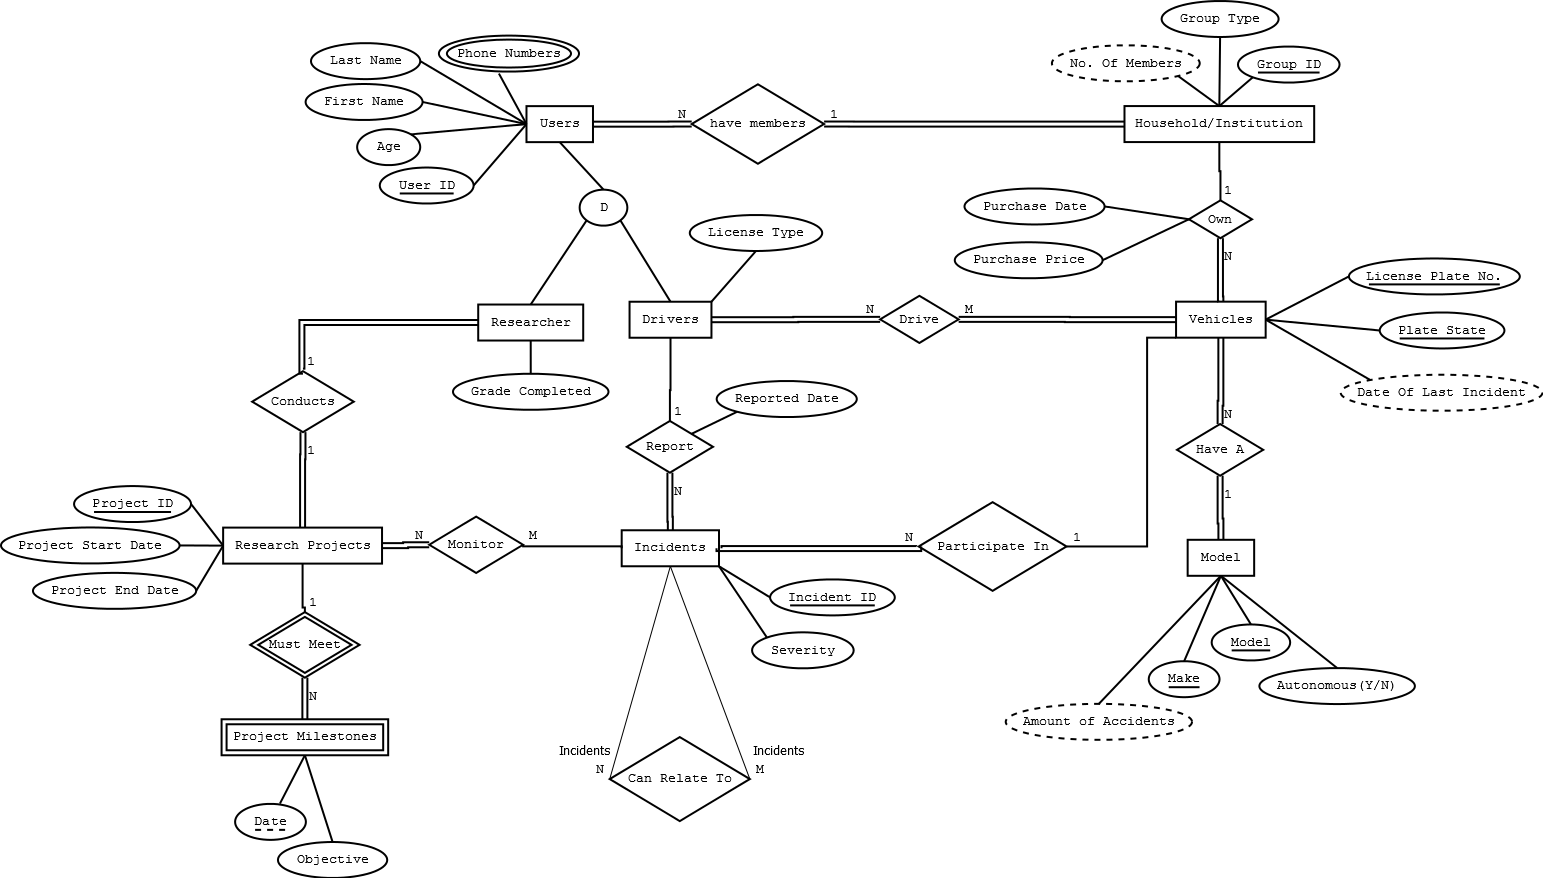 Group Type
Phone Numbers
Last Name
No. Of Members
Group ID
First Name
Users
N
have members
1
Household/Institution
Age
User ID
1
D
Purchase Date
Own
License Type
Purchase Price
N
License Plate No.
Researcher
Drivers
N
Drive
M
Vehicles
Plate State
1
Grade Completed
Reported Date
Date Of Last Incident
Conducts
1
N
1
Report
Have A
N
1
Project ID
Project Start Date
Research Projects
N
Monitor
M
Incidents
N
Participate In
1
Model
Project End Date
Incident ID
1
Must Meet
Severity
Model
Make
Autonomous(Y/N)
N
Amount of Accidents
Project Milestones
Incidents
Incidents
N
Can Relate To
M
Date
Objective